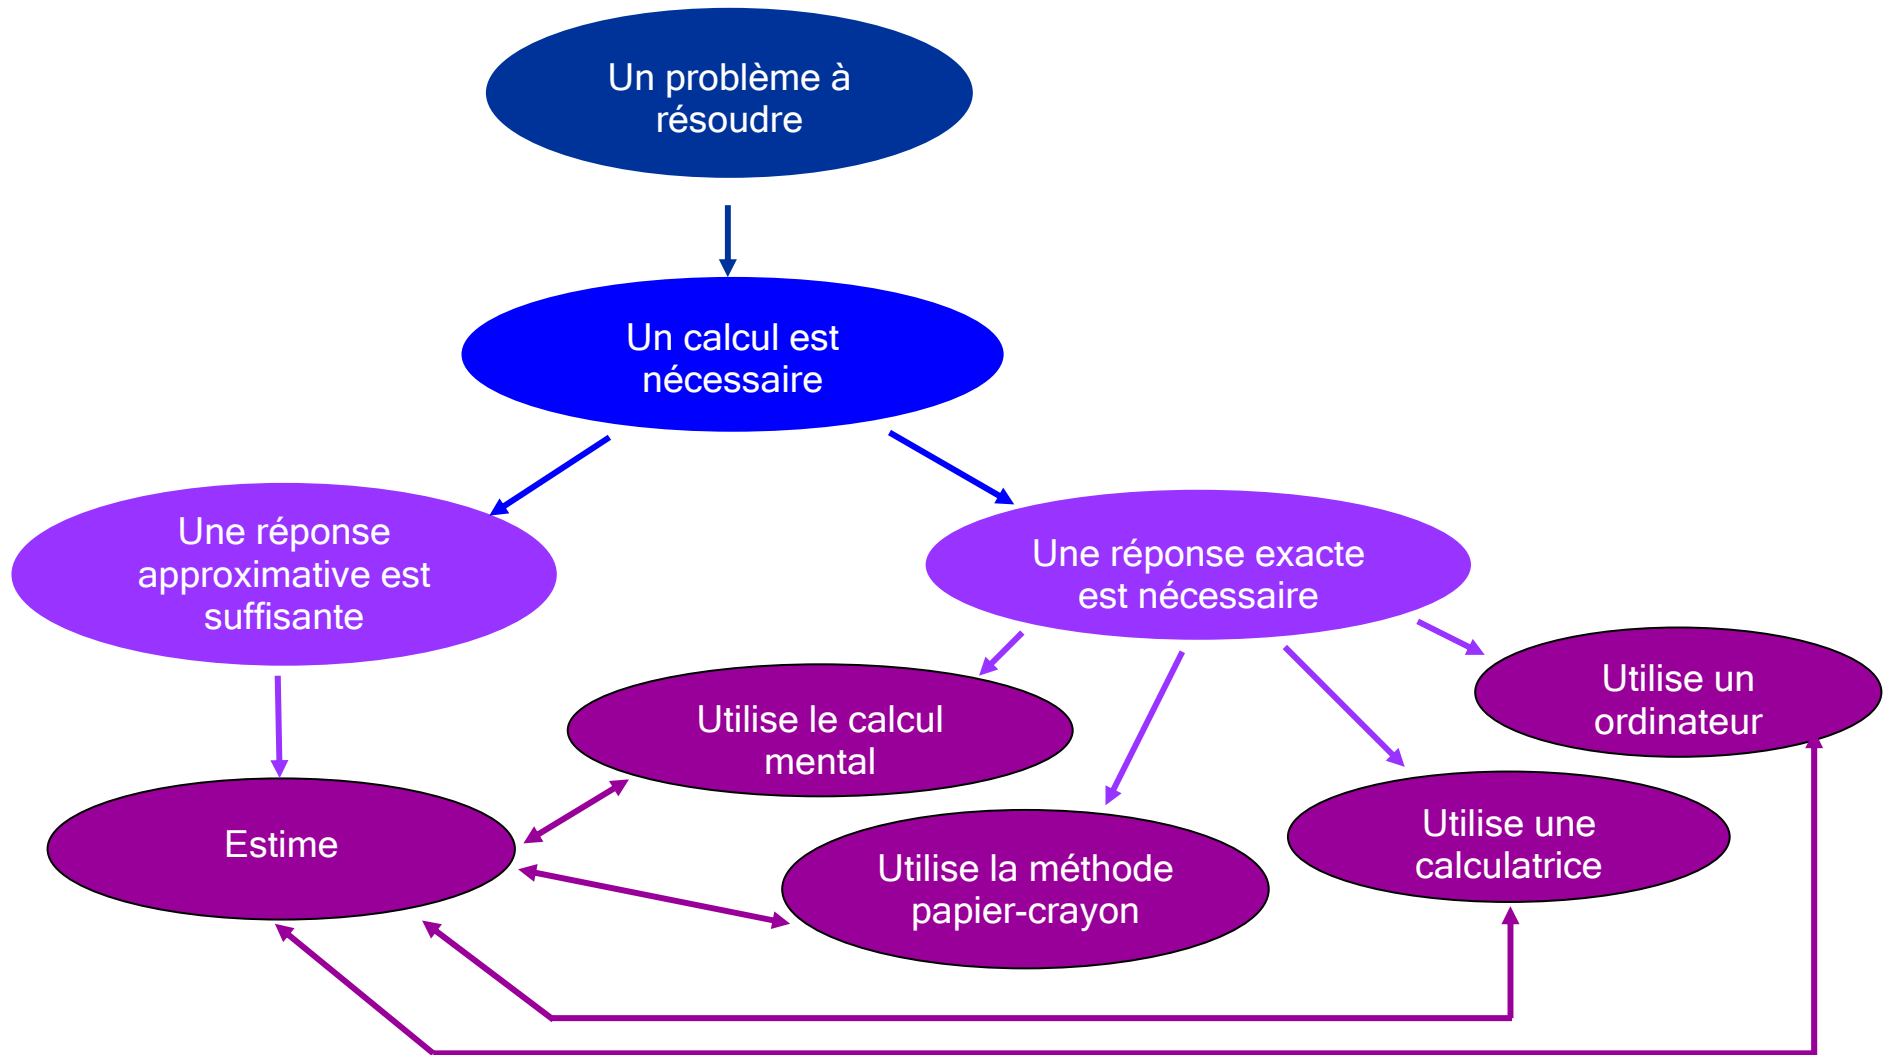 Un problème à
résoudre
Un calcul est
nécessaire
Une réponse
approximative est
suffisante
Une réponse exacte
est nécessaire
Utilise un
ordinateur
Utilise le calcul
mental
Estime
Utilise la méthode
papier-crayon
Utilise une
calculatrice